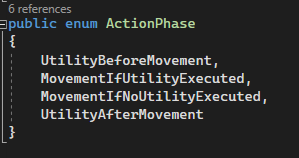 6 references
public enum ActionPhase
{
UtilityBeforeMovement,
MovementIfUtilityExecuted,
MovementIfNoUtilityExecuted,
UtilityAfterMovement
}